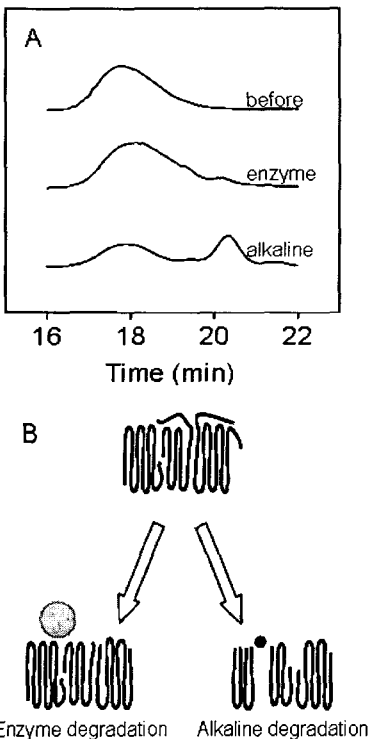 A
before
enzyme
alkaline
16 18 20 22
Time (min)
B
Enzyme degradation Alkaline degradation